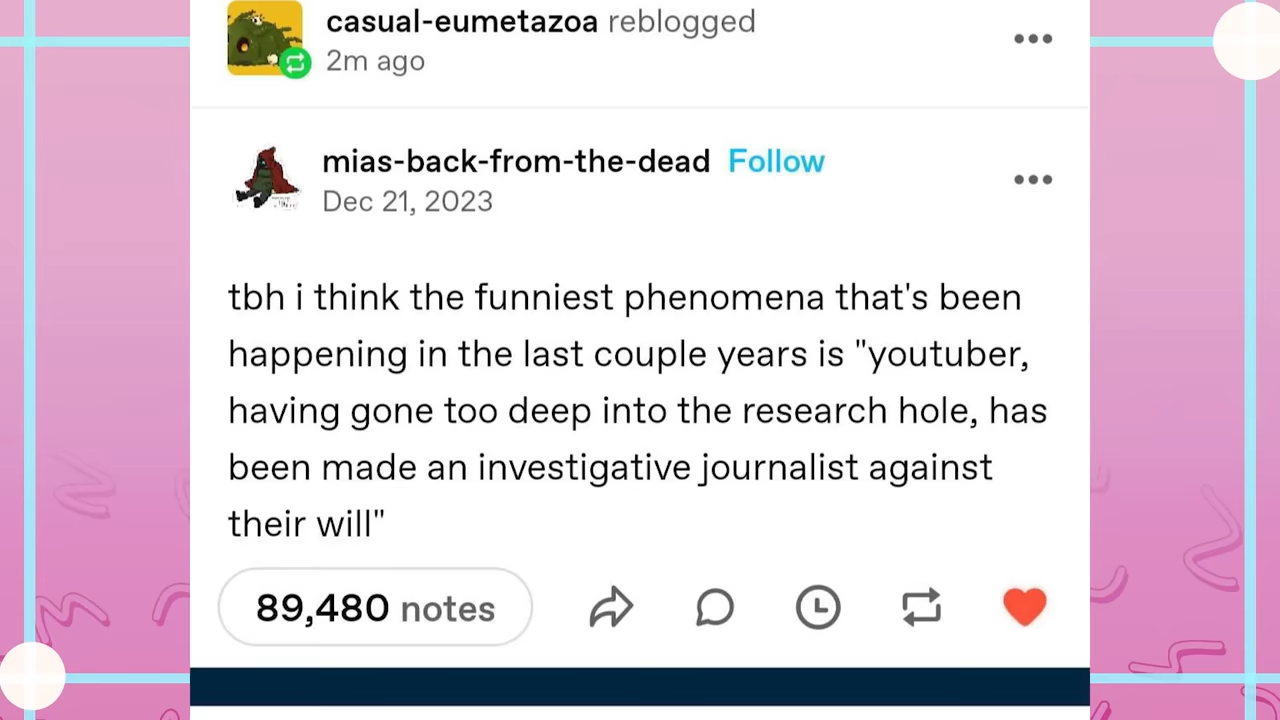 casual-eumetazoa reblogged
2m ago
mias-back-from-the-dead Follow
Dec 21, 2023
tbh i think the funniest phenomena that's been
happening in the last couple years is "youtuber,
having gone too deep into the research hole, has
been made an investigative journalist against
their will"
89,480 notes